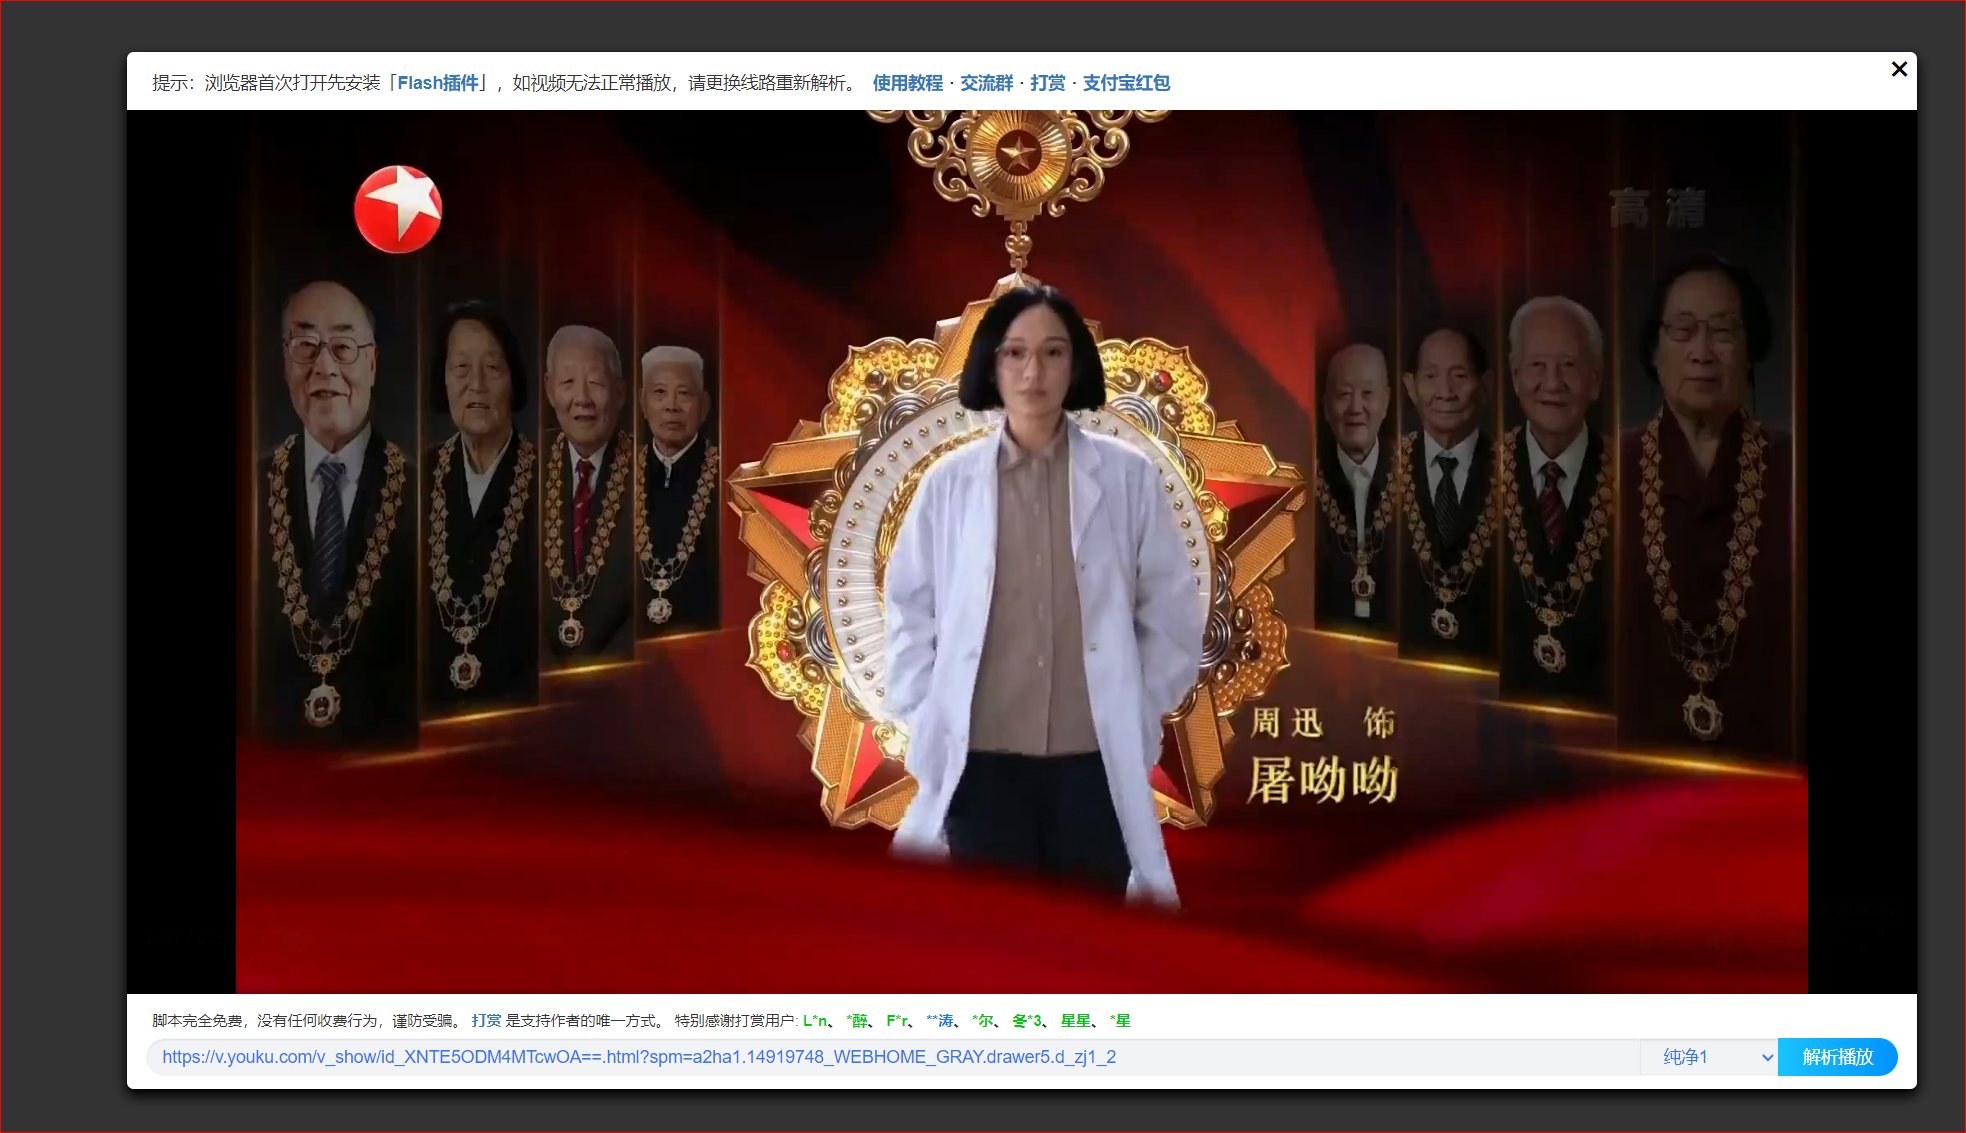 提示：浏览器首次打开先安装「Flash插件」，如视频无法正常播放，请更换线路重新解析。 使用教程 · 交流群 · 打赏 · 支付宝红包
高清
周迅 饰
屠呦呦
脚本完全免费，没有任何收费行为，谨防受骗。 打赏 是支持作者的唯一方式。 特别感谢打赏用户: L*n、 *醉、 F*r、 **涛、 *尔、 冬*3、 星星、 *星
https://v.youku.com/v_show/id_XNTE5ODM4MTcwOA==.html?spm=a2ha1.14919748_WEBHOME_GRAY.drawer5.d_zj1_2 纯净1 解析播放